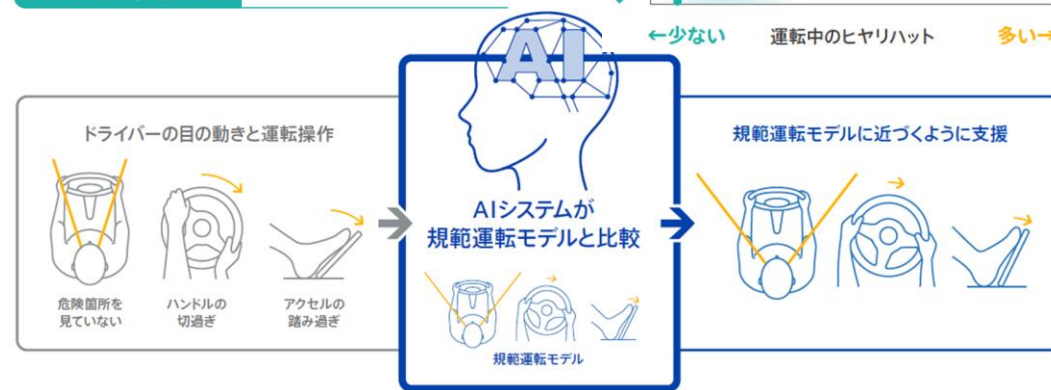 ←少ない 運転中のヒヤリハット 多い→
AI
ドライバーの目の動きと運転操作
危険箇所を
見ていない
ハンドルの
切過ぎ
アクセルの
踏み過ぎ
AIシステムが
規範運転モデルと比較
規範運転モデル
規範運転モデルに近づくように支援